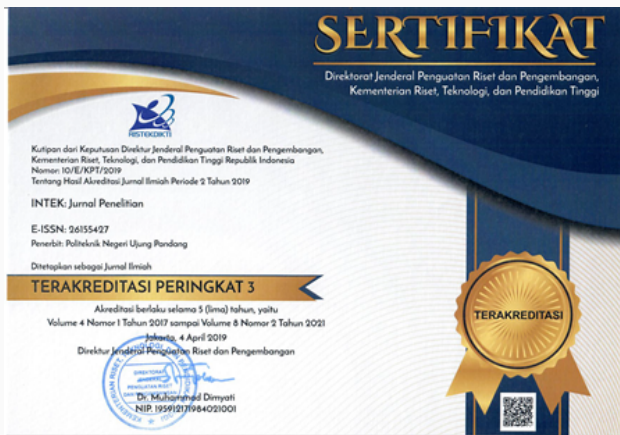 SERTIFIKAT
Direktorat Jenderal Penguatan Riset dan Pengembangan,
Kementerian Riset, Teknologi, dan Pendidikan Tinggi
RISTEKDIKTI
Kutipan dari Keputusan Direktur Jenderal Penguatan Riset dan Pengembangan,
Kementerian Riset, Teknologi, dan Pendidikan Tinggi Republik Indonesia
Nomor: 10/E/KPT/2019
Tentang Hasil Akreditasi Jurnal Ilmiah Periode 2 Tahun 2019
INTEK: Jurnal Penelitian
E-ISSN: 26155427
Penerbit: Politeknik Negeri Ujung Pandang
Ditetapkan sebagai Jurnal Ilmiah
TERAKREDITASI PERINGKAT 3
TERAKREDITASI
Akreditasi berlaku selama 5 (lima) tahun, yaitu
Volume 4 Nomor 1 Tahun 2017 sampai Volume 8 Nomor 2 Tahun 2021
Jakarta, 4 April 2019
Direktur Jenderal Penguatan Riset dan Pengembangan
DIREKTORAT
JENDERAL
PENGUATAN RISET
Dr. Muhammad Dimyati
NIP. 195912171984021001